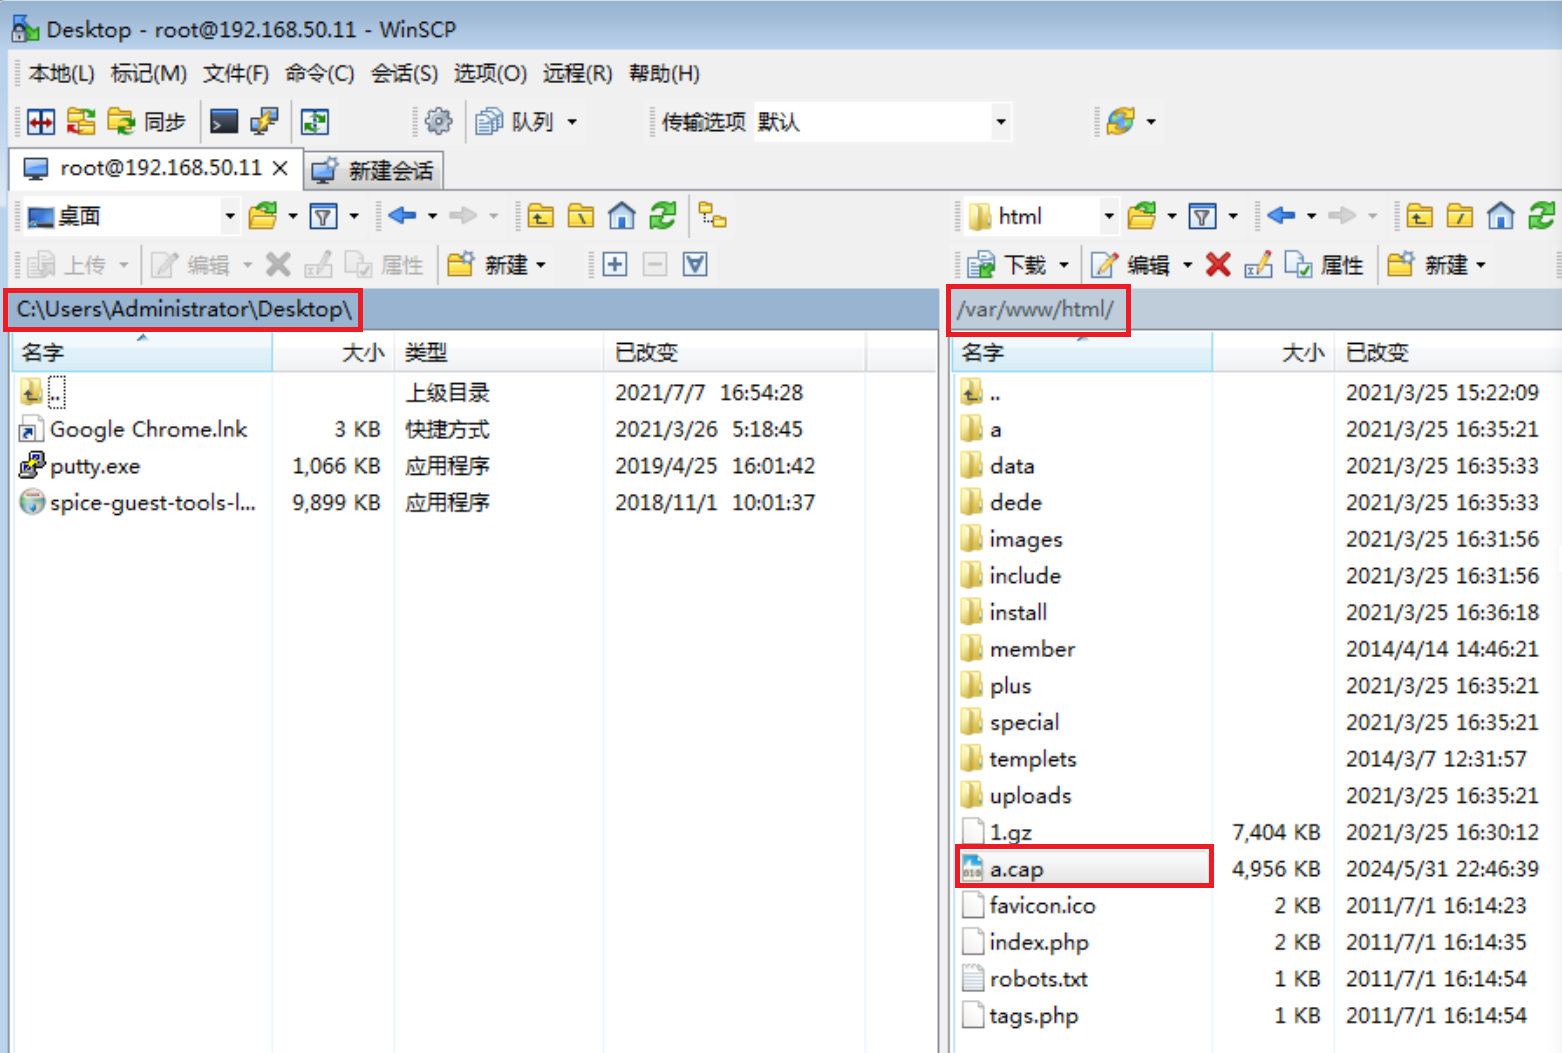 Desktop - root@192.168.50.11 - WinSCP
本地(L) 标记(M) 文件(F) 命令(C) 会话(S) 选项(O) 远程(R) 帮助(H)
同步 队列 传输选项 默认
root@192.168.50.11 × 新建会话
桌面 html
上传 编辑 属性 新建 下载 编辑 属性 新建
C:\Users\Administrator\Desktop\ /var/www/html/
名字 大小 类型 已改变 名字 大小 已改变
.. 上级目录 2021/7/7 16:54:28 .. 2021/3/25 15:22:09
Google Chrome.lnk 3 KB 快捷方式 2021/3/26 5:18:45 a 2021/3/25 16:35:21
putty.exe 1,066 KB 应用程序 2019/4/25 16:01:42 data 2021/3/25 16:35:33
spice-guest-tools-l... 9,899 KB 应用程序 2018/11/1 10:01:37 dede 2021/3/25 16:35:33
images 2021/3/25 16:31:56
include 2021/3/25 16:31:56
install 2021/3/25 16:36:18
member 2014/4/14 14:46:21
plus 2021/3/25 16:35:21
special 2021/3/25 16:35:21
templets 2014/3/7 12:31:57
uploads 2021/3/25 16:35:21
1.gz 7,404 KB 2021/3/25 16:30:12
a.cap 4,956 KB 2024/5/31 22:46:39
favicon.ico 2 KB 2011/7/1 16:14:23
index.php 2 KB 2011/7/1 16:14:35
robots.txt 1 KB 2011/7/1 16:14:54
tags.php 1 KB 2011/7/1 16:14:54